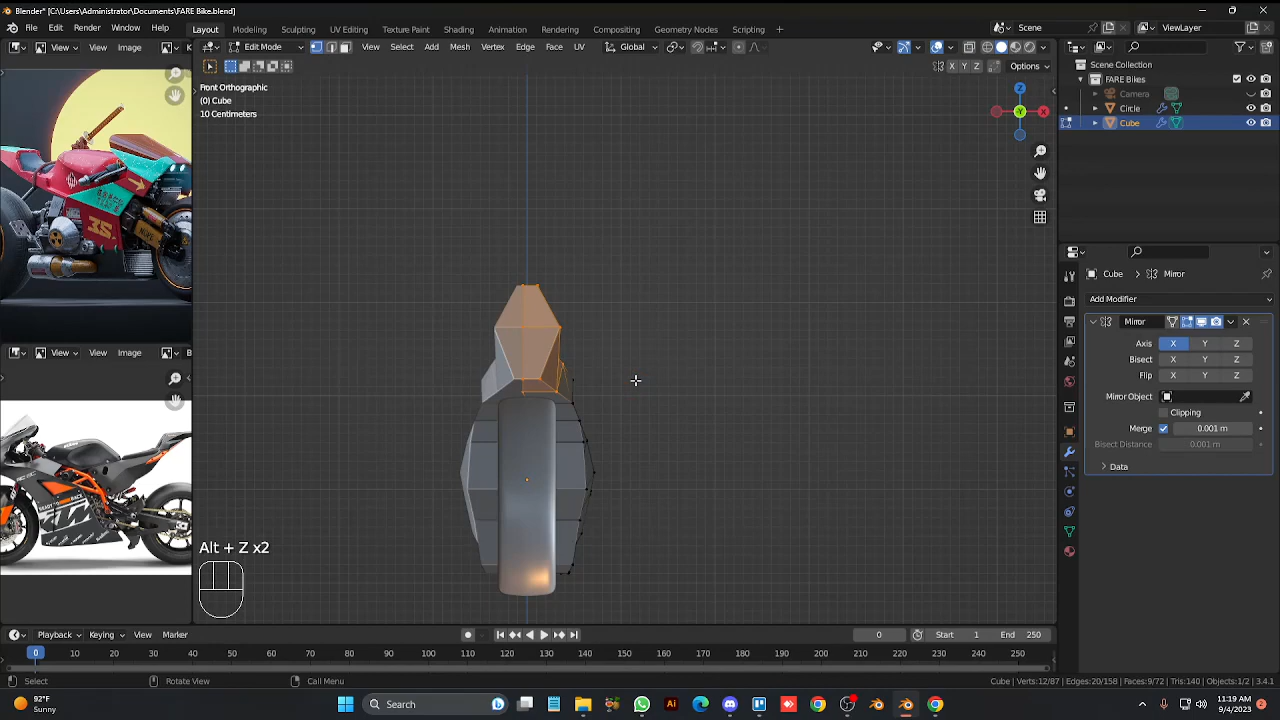 Blender* [C:\Users\Administrator\Documents\FARE Bike.blend]
File Edit Render Window Help
Layout Modeling Sculpting UV Editing Texture Paint Shading Animation Rendering Compositing Geometry Nodes Scripting
Scene
ViewLayer
View View Image
Edit Mode
View Select Add Mesh Vertex Edge Face UV
Global
X Y Z
Options
Front Orthographic
(0) Cube
10 Centimeters
Z
Y
X
Scene Collection
FARE Bikes
Camera
Circle
Cube
35
View View Image
Cube Mirror
Add Modifier
Mirror
Axis X Y Z
Bisect X Y Z
Flip X Y Z
Mirror Object
Clipping
Merge 0.001 m
Bisect Distance 0.001 m
Data
Alt + Z x2
Playback Keying View Marker
0 Start 1 End 250
0 10 20 30 40 50 60 70 80 90 100 110 120 130 140 150 160 170 180 190 200 210 220 230 240 250
Select Rotate View Call Menu
Cube | Verts:12/87 | Edges:20/158 | Faces:9/72 | Tris:140 | Objects:1/2 | 3.4.1
92°F
Sunny
Search
11:19 AM
9/4/2023